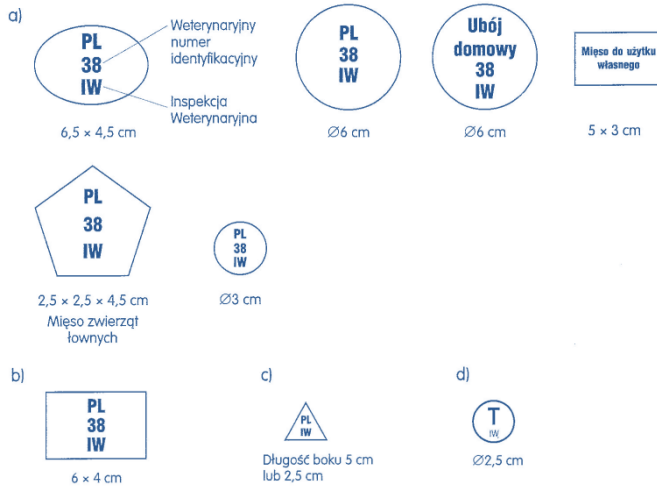 a)
PL
38
IW
Weterynaryjny
numer
identyfikacyjny
Inspekcja
Weterynaryjna
6,5 × 4,5 cm
PL
38
IW
Ø6 cm
Ubój
domowy
38
IW
Ø6 cm
Mięso do użytku
własnego
5 × 3 cm
PL
38
IW
2,5 × 2,5 × 4,5 cm
Mięso zwierząt
łownych
PL
38
IW
Ø3 cm
b)
PL
38
IW
6 × 4 cm
c)
PL
IW
Długość boku 5 cm
lub 2,5 cm
d)
T
IW
Ø2,5 cm